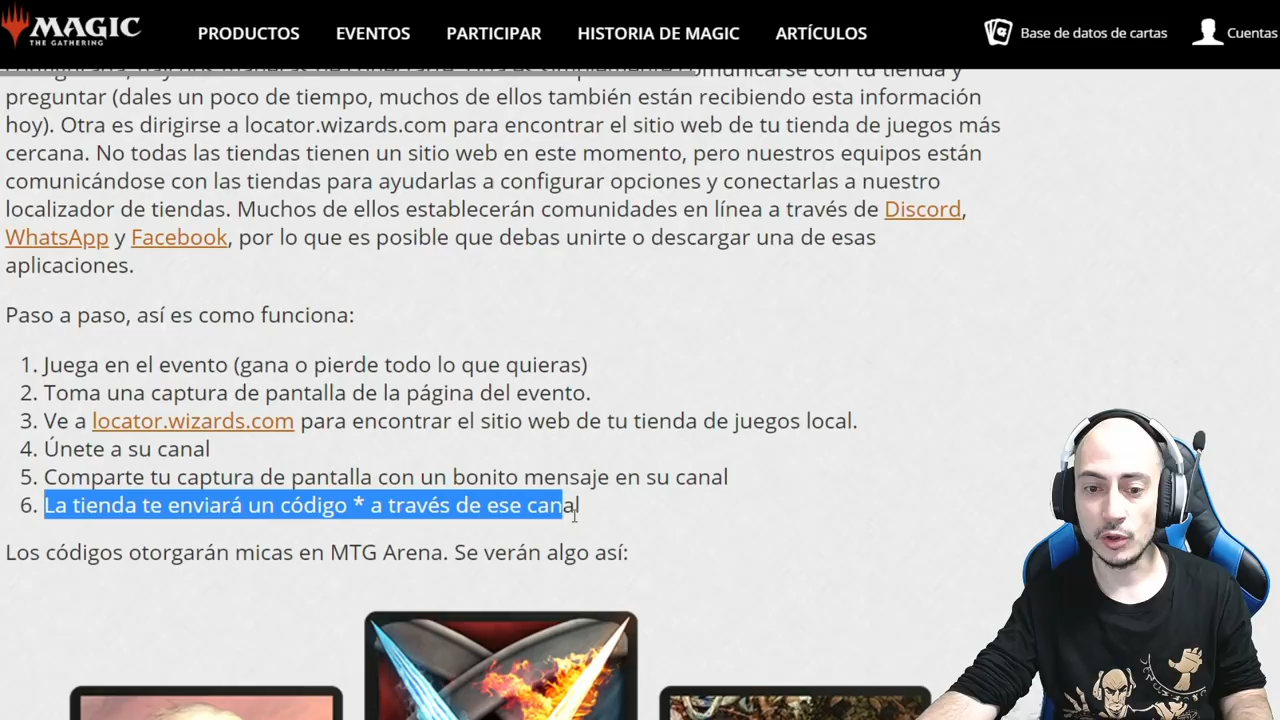 MAGIC
THE GATHERING
PRODUCTOS
EVENTOS
PARTICIPAR
HISTORIA DE MAGIC
ARTÍCULOS
Base de datos de cartas
Cuentas
comunicarse con tu tienda y
preguntar (dales un poco de tiempo, muchos de ellos también están recibiendo esta información
hoy). Otra es dirigirse a locator.wizards.com para encontrar el sitio web de tu tienda de juegos más
cercana. No todas las tiendas tienen un sitio web en este momento, pero nuestros equipos están
comunicándose con las tiendas para ayudarlas a configurar opciones y conectarlas a nuestro
localizador de tiendas. Muchos de ellos establecerán comunidades en línea a través de Discord,
WhatsApp y Facebook, por lo que es posible que debas unirte o descargar una de esas
aplicaciones.
Paso a paso, así es como funciona:
1. Juega en el evento (gana o pierde todo lo que quieras)
2. Toma una captura de pantalla de la página del evento.
3. Ve a locator.wizards.com para encontrar el sitio web de tu tienda de juegos local.
4. Únete a su canal
5. Comparte tu captura de pantalla con un bonito mensaje en su canal
6. La tienda te enviará un código * a través de ese canal
Los códigos otorgarán micas en MTG Arena. Se verán algo así: